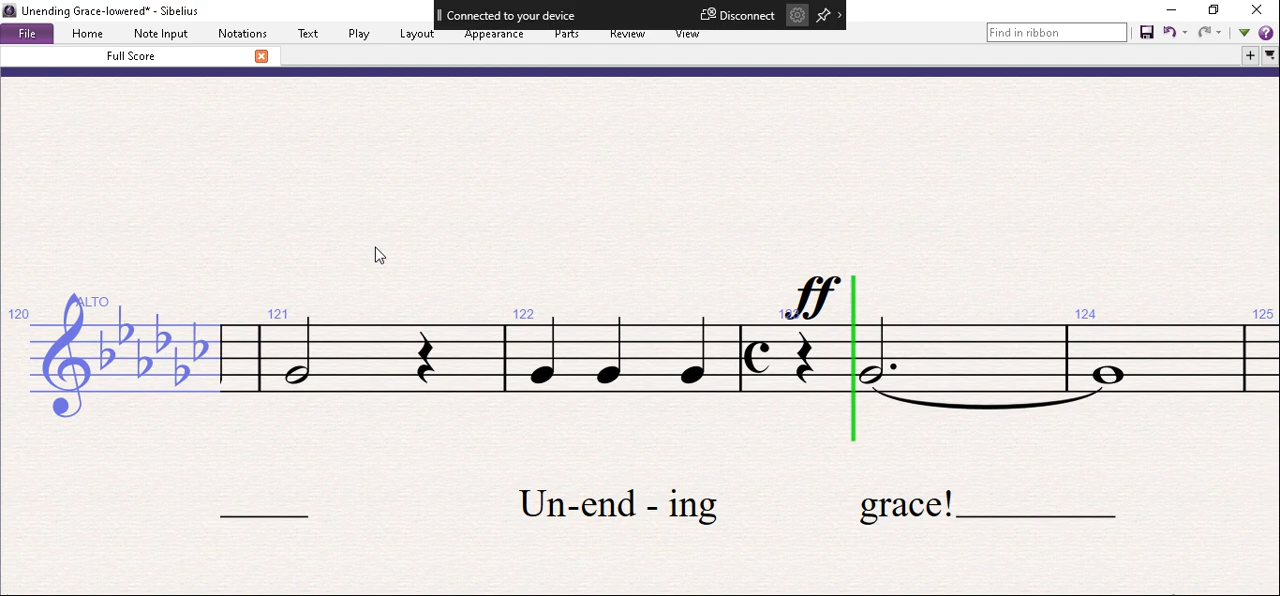 Unending Grace-lowered* - Sibelius
Connected to your device
Disconnect
File Home Note Input Notations Text Play Layout Appearance Parts Review View
Find in ribbon
Full Score
ff
120 ALTO 121 122 123 124 125
Un-end - ing grace!